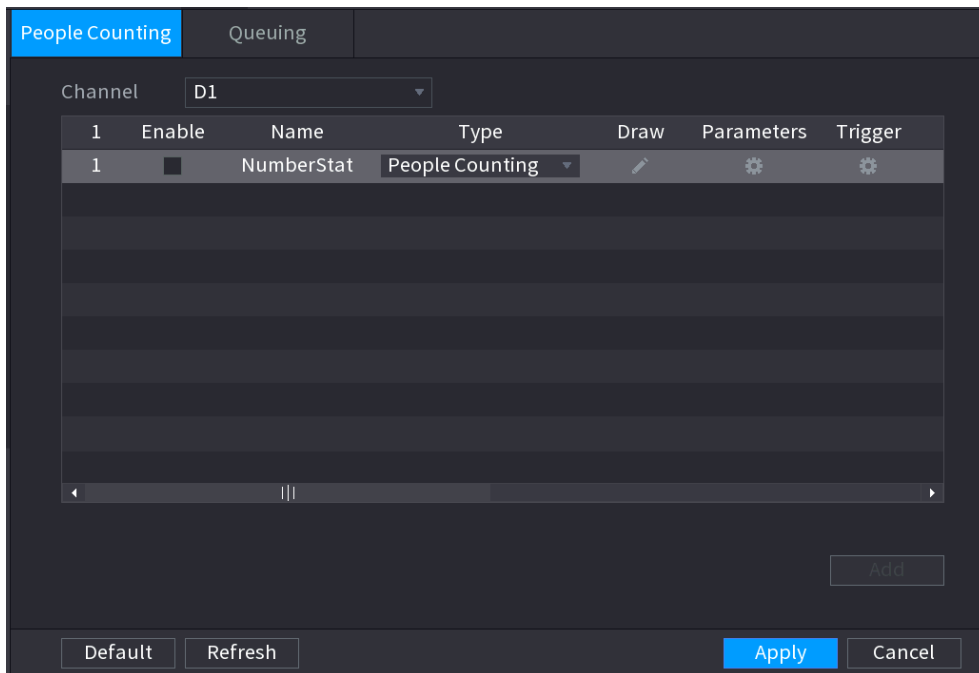 People Counting Queuing
Channel D1
1 Enable Name Type Draw Parameters Trigger
1 NumberStat People Counting
Add
Default Refresh Apply Cancel